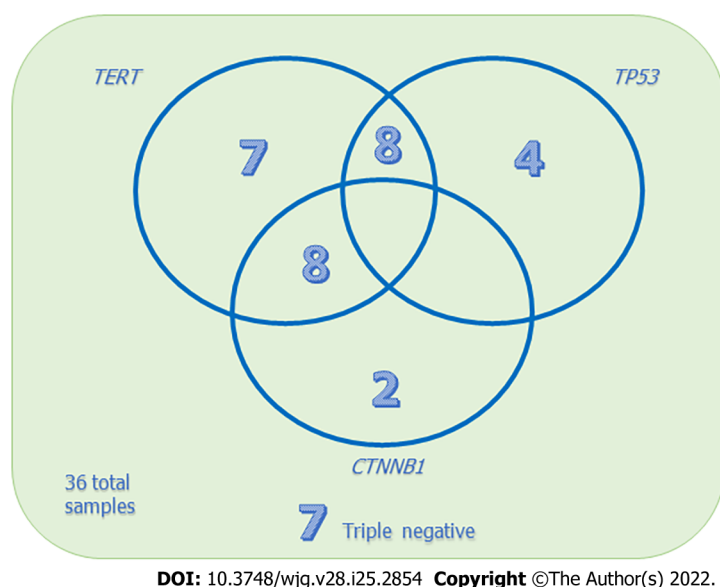 TERT
TP53
7
8
4
8
2
CTNNB1
36 total
samples
7 Triple negative
DOI: 10.3748/wjg.v28.i25.2854 Copyright ©The Author(s) 2022.